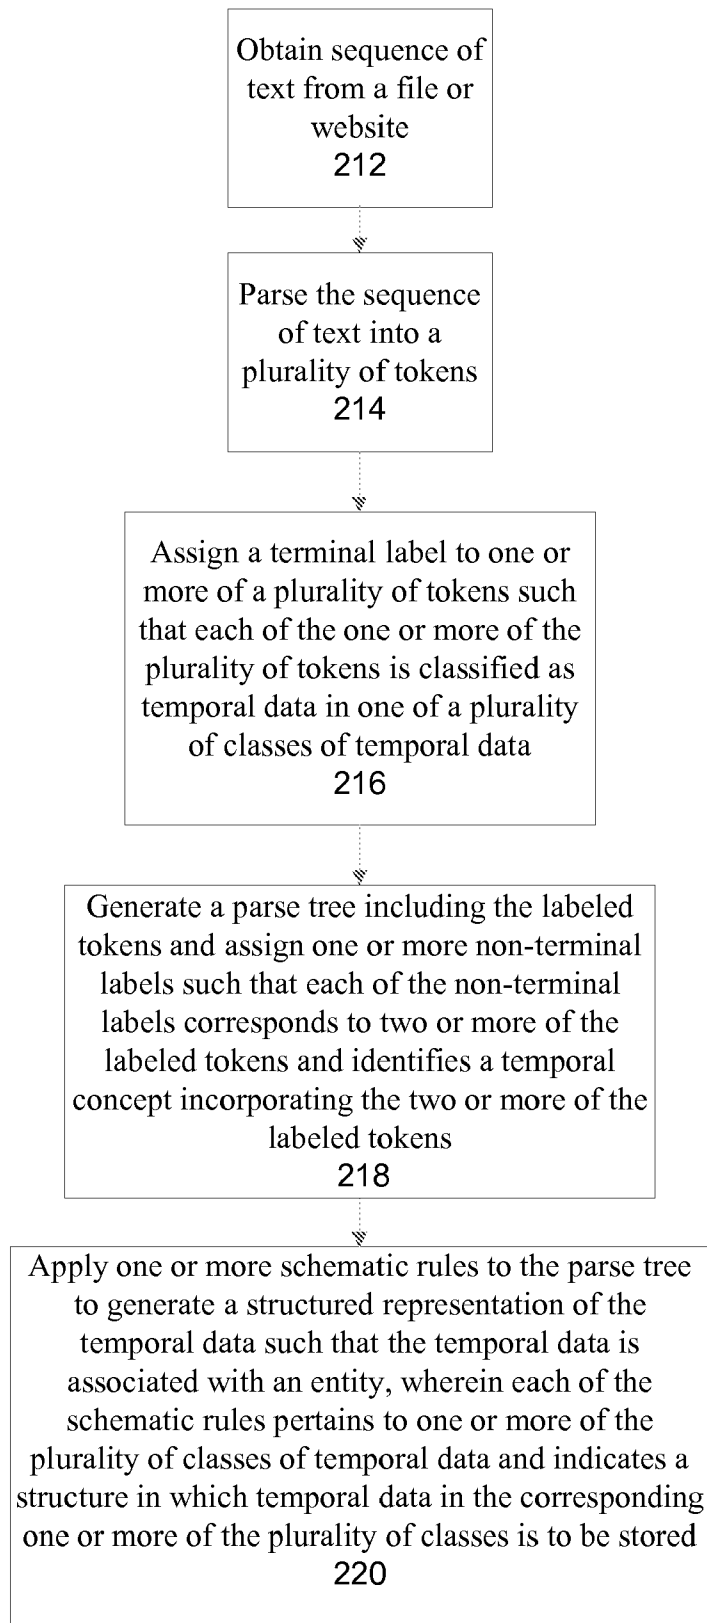 Obtain sequence of
text from a file or
website
212
Parse the sequence
of text into a
plurality of tokens
214
Assign a terminal label to one or
more of a plurality of tokens such
that each of the one or more of the
plurality of tokens is classified as
temporal data in one of a plurality
of classes of temporal data
216
Generate a parse tree including the labeled
tokens and assign one or more non-terminal
labels such that each of the non-terminal
labels corresponds to two or more of the
labeled tokens and identifies a temporal
concept incorporating the two or more of the
labeled tokens
218
Apply one or more schematic rules to the parse tree
to generate a structured representation of the
temporal data such that the temporal data is
associated with an entity, wherein each of the
schematic rules pertains to one or more of the
plurality of classes of temporal data and indicates a
structure in which temporal data in the corresponding
one or more of the plurality of classes is to be stored
220